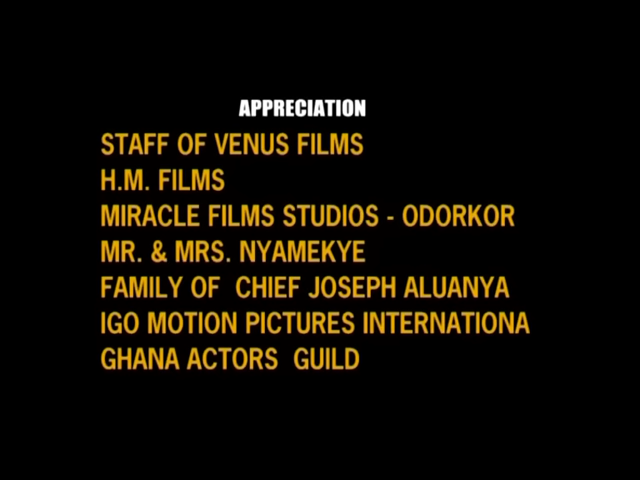 APPRECIATION
STAFF OF VENUS FILMS
H.M. FILMS
MIRACLE FILMS STUDIOS - ODORKOR
MR. & MRS. NYAMEKYE
FAMILY OF CHIEF JOSEPH ALUANYA
IGO MOTION PICTURES INTERNATIONA
GHANA ACTORS GUILD